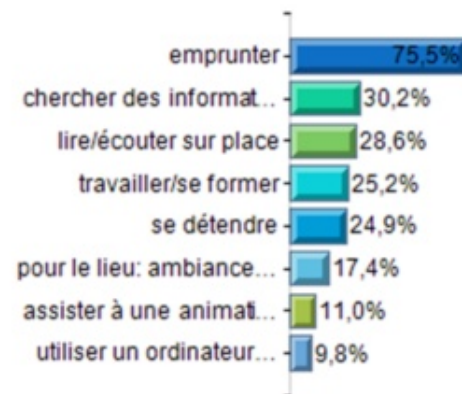 emprunter 75,5%
chercher des informat... 30,2%
lire/écouter sur place 28,6%
travailler/se former 25,2%
se détendre 24,9%
pour le lieu: ambiance... 17,4%
assister à une animati... 11,0%
utiliser un ordinateur... 9,8%